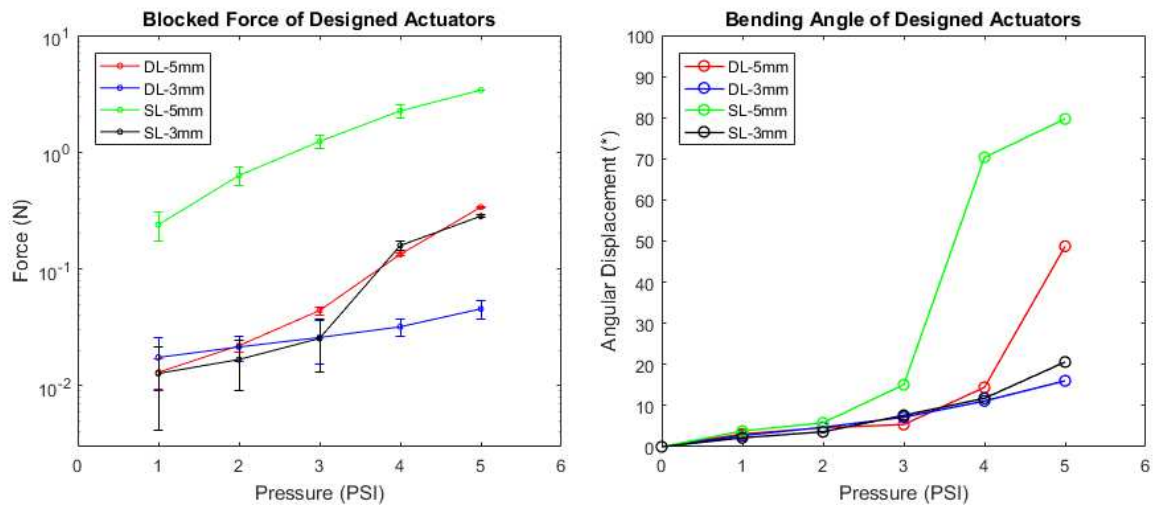 Blocked Force of Designed Actuators
10^1
10^0
10^-1
10^-2
Force (N)
DL-5mm
DL-3mm
SL-5mm
SL-3mm
0 1 2 3 4 5 6
Pressure (PSI)
Bending Angle of Designed Actuators
100
90
80
70
60
50
40
30
20
10
0
Angular Displacement (*)
DL-5mm
DL-3mm
SL-5mm
SL-3mm
0 1 2 3 4 5 6
Pressure (PSI)